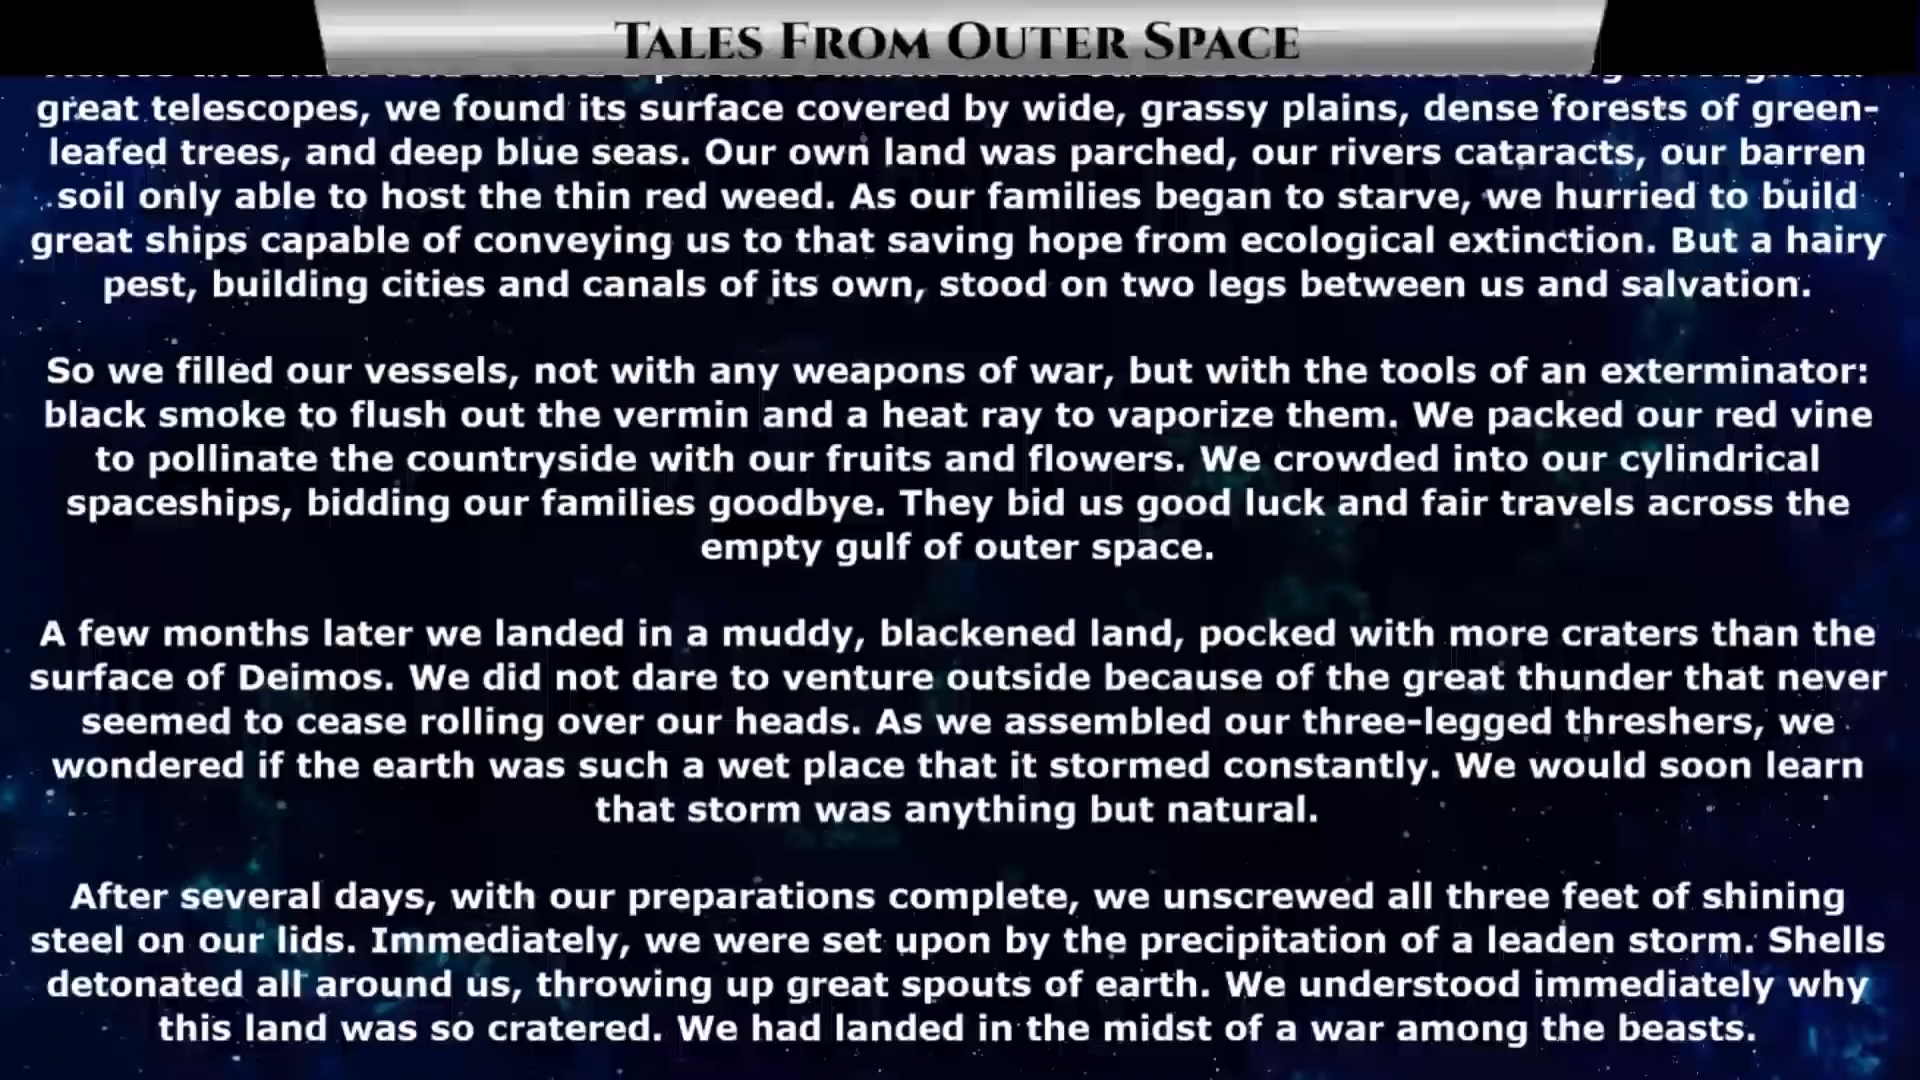 TALES FROM OUTER SPACE
great telescopes, we found its surface covered by wide, grassy plains, dense forests of green-
leafed trees, and deep blue seas. Our own land was parched, our rivers cataracts, our barren
soil only able to host the thin red weed. As our families began to starve, we hurried to build
great ships capable of conveying us to that saving hope from ecological extinction. But a hairy
pest, building cities and canals of its own, stood on two legs between us and salvation.
So we filled our vessels, not with any weapons of war, but with the tools of an exterminator:
black smoke to flush out the vermin and a heat ray to vaporize them. We packed our red vine
to pollinate the countryside with our fruits and flowers. We crowded into our cylindrical
spaceships, bidding our families goodbye. They bid us good luck and fair travels across the
empty gulf of outer space.
A few months later we landed in a muddy, blackened land, pocked with more craters than the
surface of Deimos. We did not dare to venture outside because of the great thunder that never
seemed to cease rolling over our heads. As we assembled our three-legged threshers, we
wondered if the earth was such a wet place that it stormed constantly. We would soon learn
that storm was anything but natural.
After several days, with our preparations complete, we unscrewed all three feet of shining
steel on our lids. Immediately, we were set upon by the precipitation of a leaden storm. Shells
detonated all around us, throwing up great spouts of earth. We understood immediately why
this land was so cratered. We had landed in the midst of a war among the beasts.